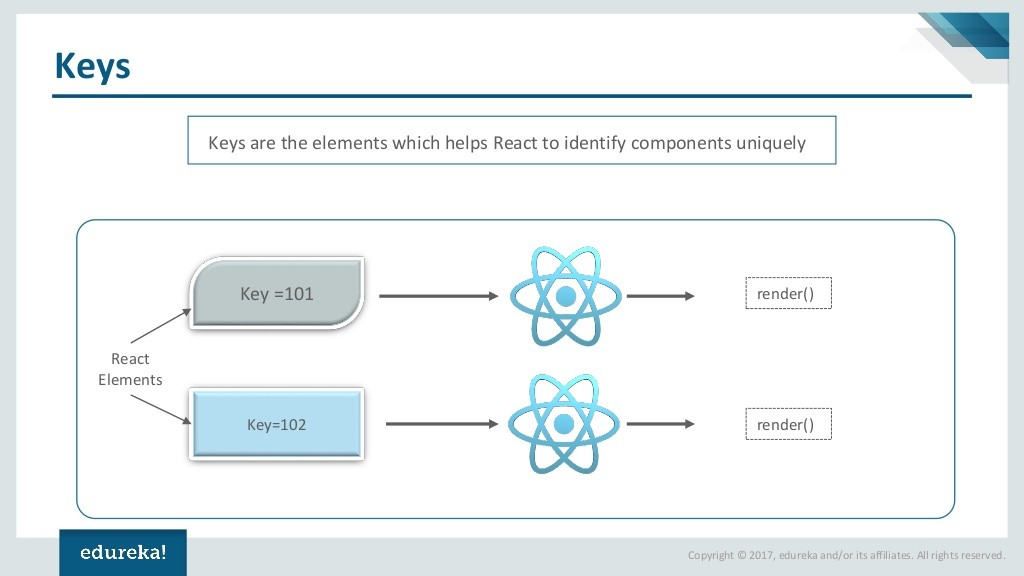 Keys
Keys are the elements which helps React to identify components uniquely
Key =101
render()
React
Elements
Key=102
render()
edureka!
Copyright © 2017, edureka and/or its affiliates. All rights reserved.